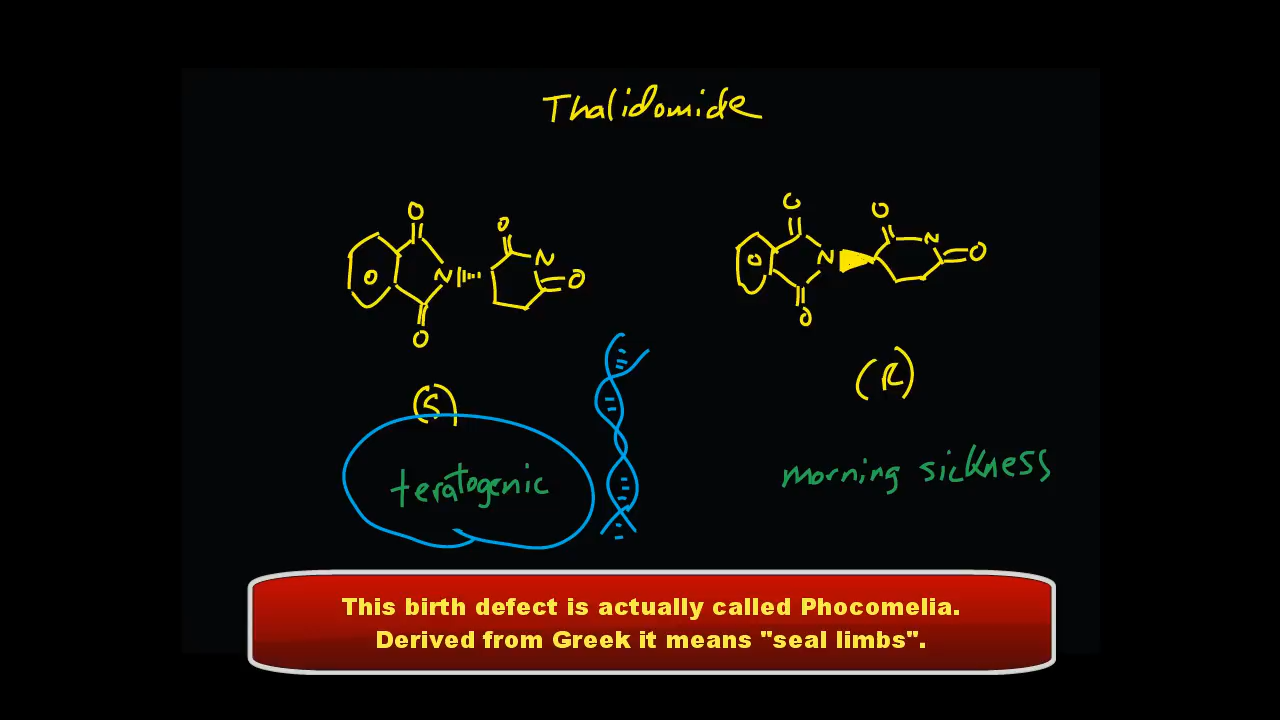 Thalidomide
O O O N N O O
O O N N O O O
(S) (R)
teratogenic morning sickness
This birth defect is actually called Phocomelia.
Derived from Greek it means "seal limbs".